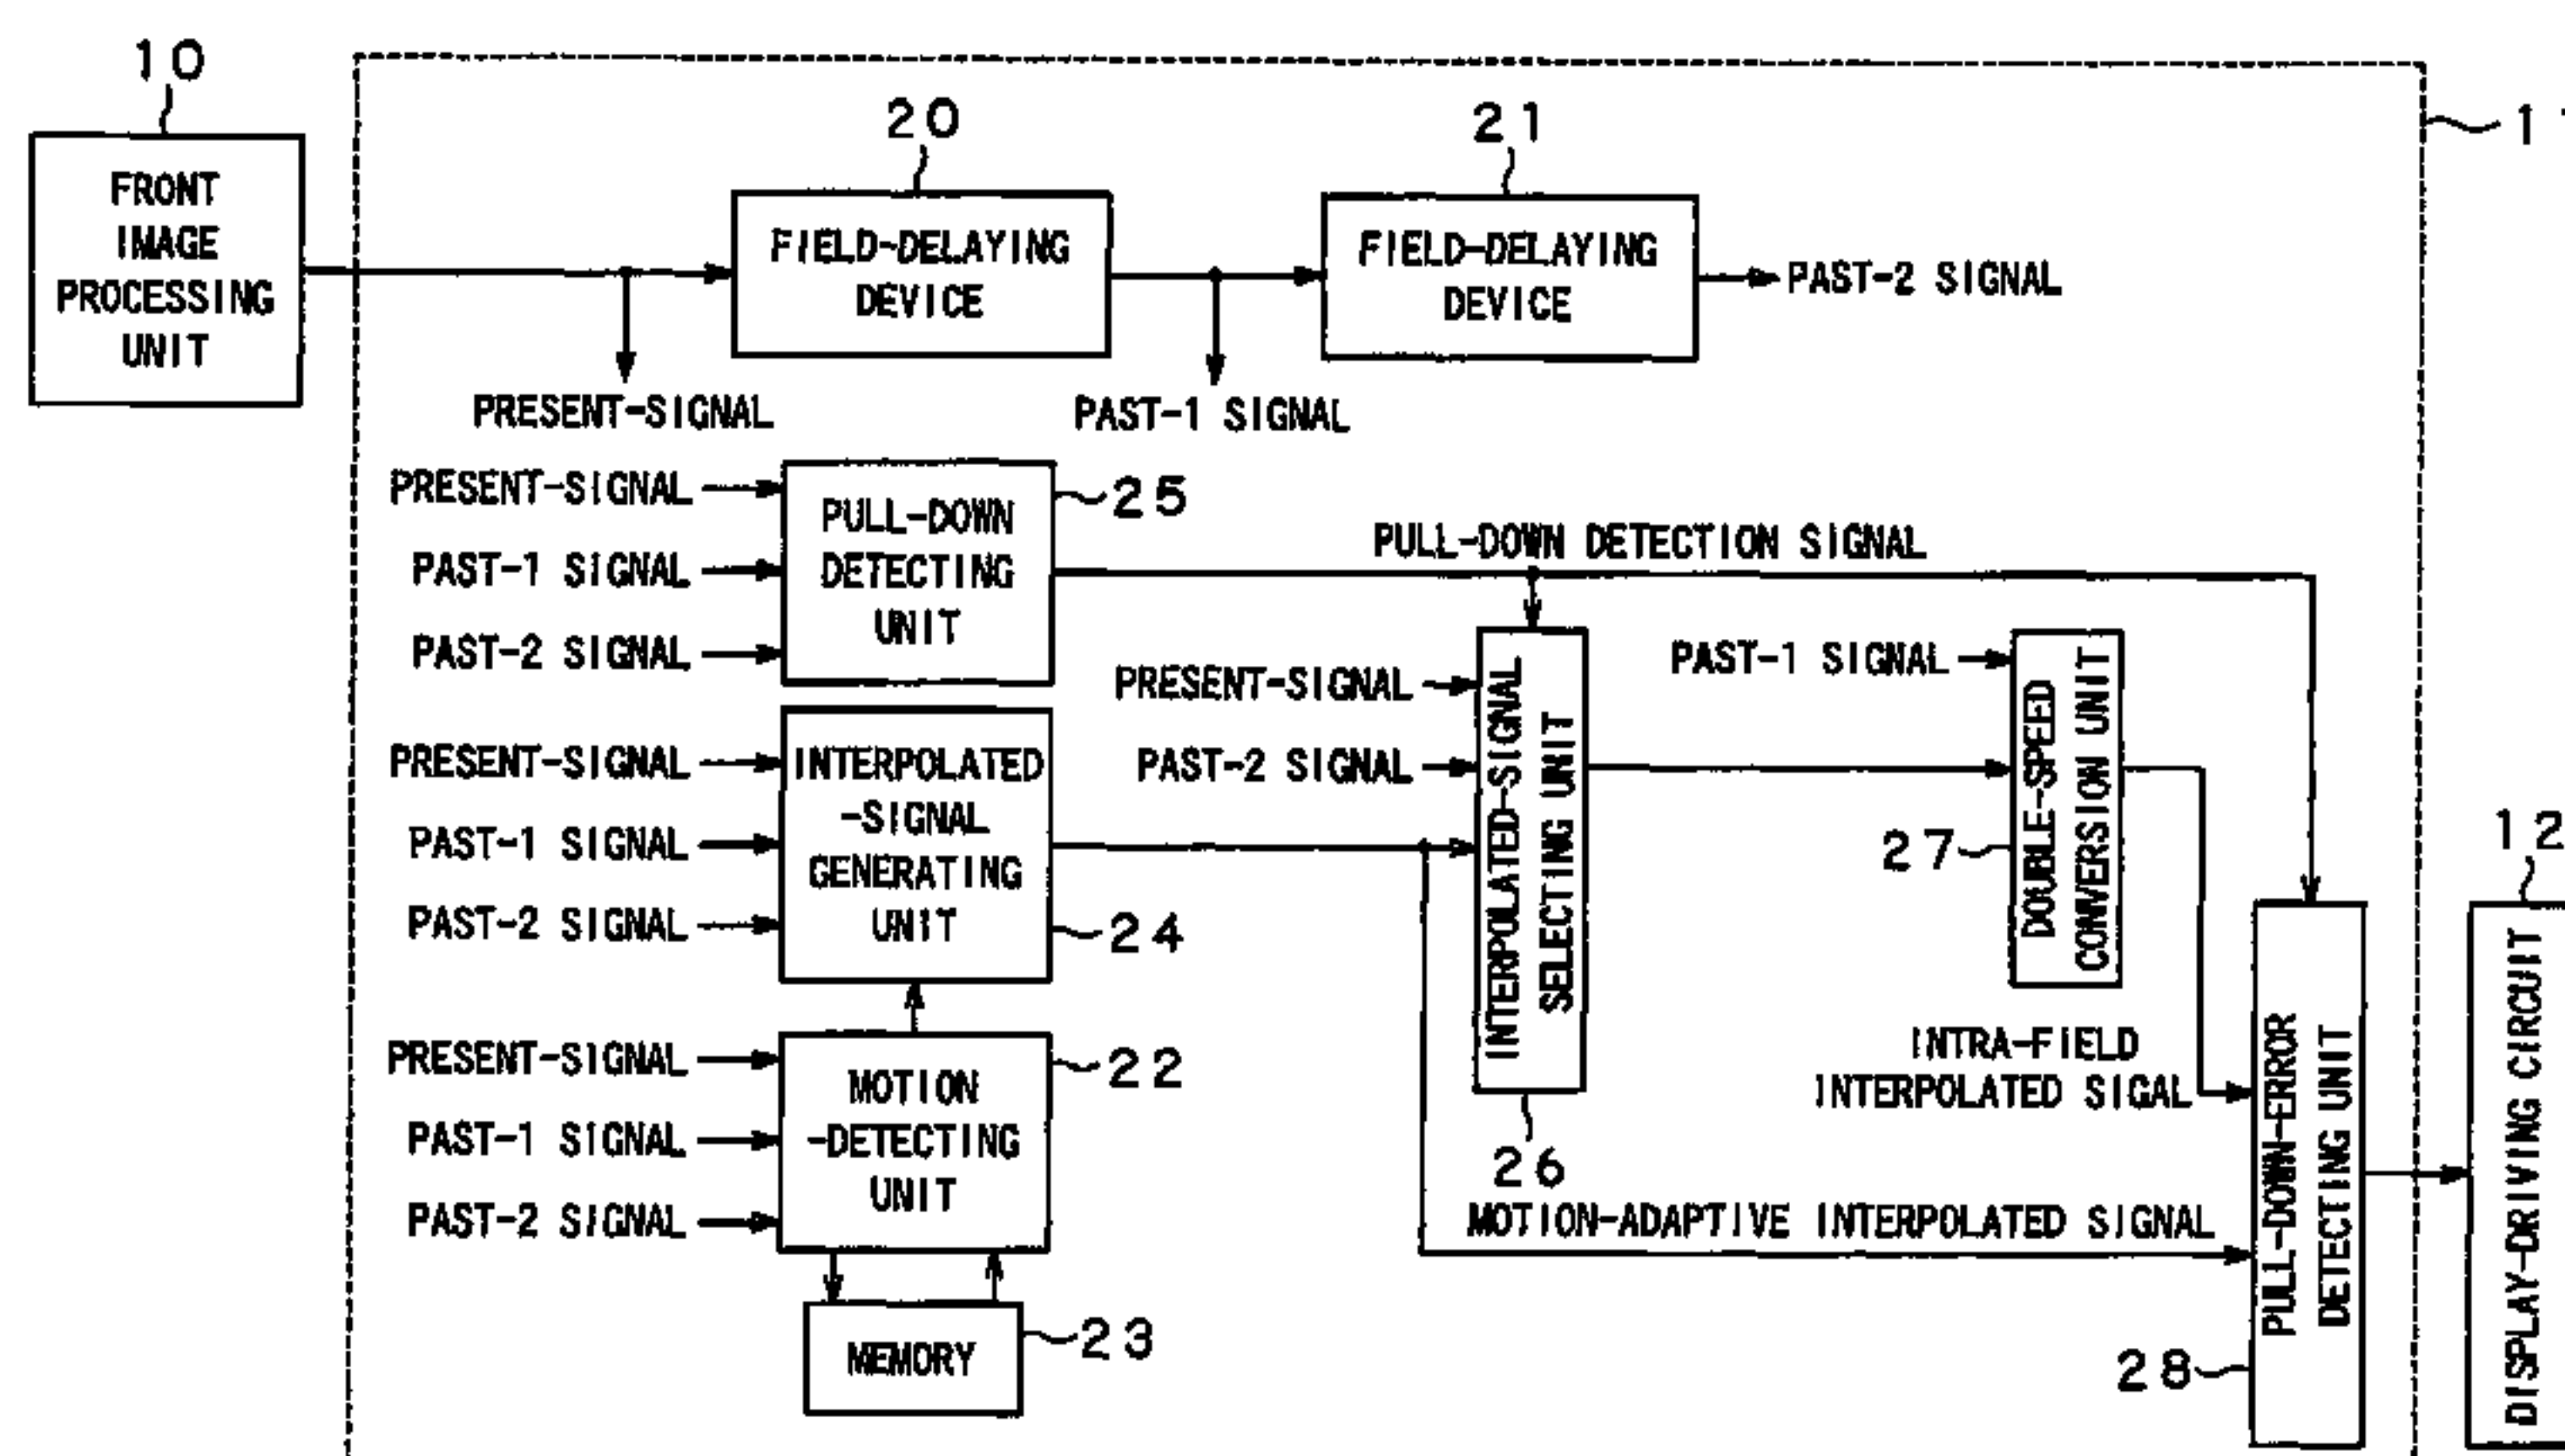 10
FRONT
IMAGE
PROCESSING
UNIT
20
FIELD-DELAYING
DEVICE
21
FIELD-DELAYING
DEVICE
PAST-2 SIGNAL
PRESENT-SIGNAL
PAST-1 SIGNAL
PRESENT-SIGNAL
PAST-1 SIGNAL
PAST-2 SIGNAL
PULL-DOWN
DETECTING
UNIT
25
PULL-DOWN DETECTION SIGNAL
PRESENT-SIGNAL
PAST-1 SIGNAL
PAST-2 SIGNAL
INTERPOLATED
-SIGNAL
GENERATING
UNIT
24
PRESENT-SIGNAL
PAST-2 SIGNAL
INTERPOLATED-SIGNAL
SELECTING UNIT
26
PAST-1 SIGNAL
DOUBLE-SPEED
CONVERSION UNIT
27
PRESENT-SIGNAL
PAST-1 SIGNAL
PAST-2 SIGNAL
MOTION
-DETECTING
UNIT
22
MEMORY
23
INTRA-FIELD
INTERPOLATED SIGAL
MOTION-ADAPTIVE INTERPOLATED SIGNAL
PULL-DOWN-ERROR
DETECTING UNIT
28
12
DISPLAY-DRIVING CIRCUIT